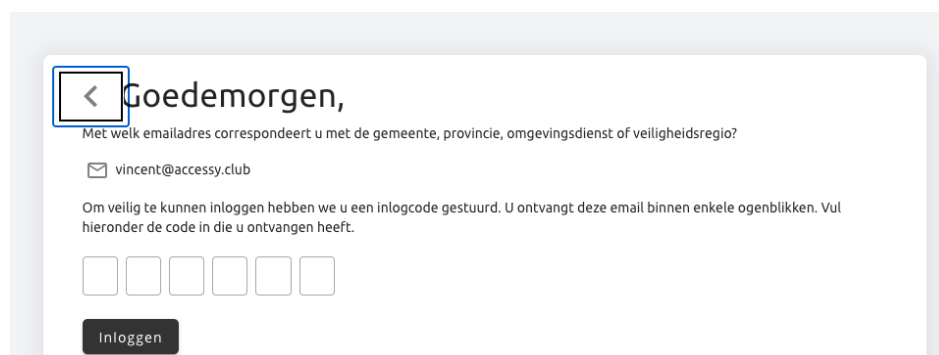 Goedemorgen,
Met welk emailadres correspondeert u met de gemeente, provincie, omgevingsdienst of veiligheidsregio?
vincent@accessy.club
Om veilig te kunnen inloggen hebben we u een inlogcode gestuurd. U ontvangt deze email binnen enkele ogenblikken. Vul
hieronder de code in die u ontvangen heeft.
Inloggen